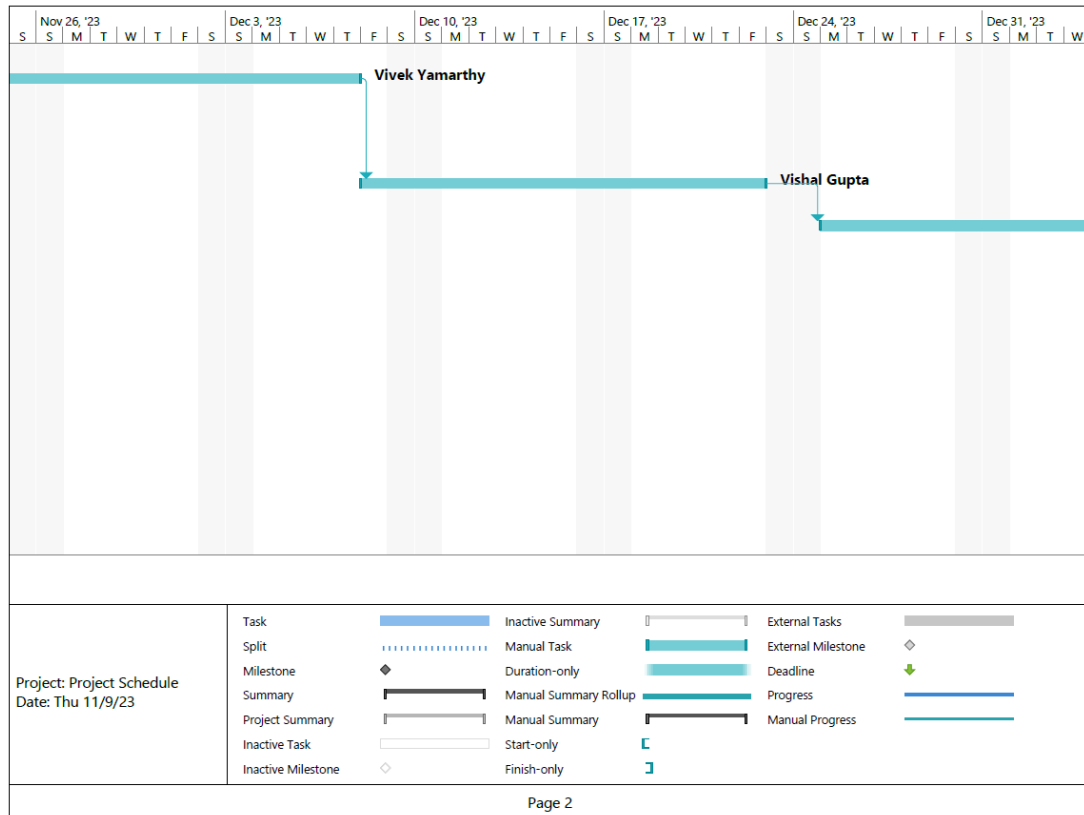 Nov 26, '23 Dec 3, '23 Dec 10, '23 Dec 17, '23 Dec 24, '23 Dec 31, '23
S S M T W T F S S M T W T F S S M T W T F S S M T W T F S S M T W T F S S M T W
Vivek Yamarthy
Vishal Gupta
Task Inactive Summary External Tasks
Split Manual Task External Milestone
Milestone Duration-only Deadline
Summary Manual Summary Rollup Progress
Project Summary Manual Summary Manual Progress
Inactive Task Start-only
Inactive Milestone Finish-only
Project: Project Schedule
Date: Thu 11/9/23
Page 2